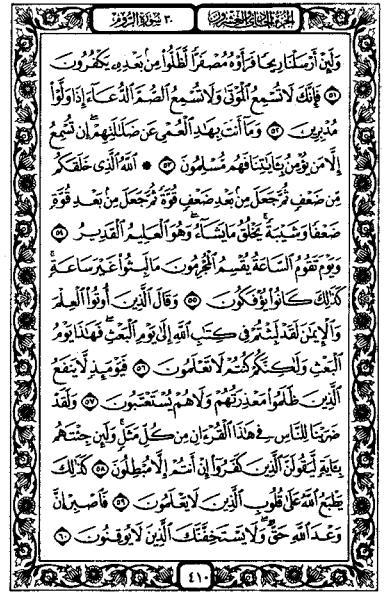 الجزء الحادي والعشرون ٣٠ سورة الروم
وَلَئِنْ أَرْسَلْنَا رِيحًا فَرَأَوْهُ مُصْفَرًّا لَّظَلُّوا۟ مِنۢ بَعْدِهِۦ يَكْفُرُونَ
٥١ فَإِنَّكَ لَا تُسْمِعُ ٱلْمَوْتَىٰ وَلَا تُسْمِعُ ٱلصُّمَّ ٱلدُّعَآءَ إِذَا وَلَّوْا۟
مُدْبِرِينَ ٥٢ وَمَآ أَنتَ بِهَٰدِ ٱلْعُمْىِ عَن ضَلَٰلَتِهِمْ ۖ إِن تُسْمِعُ
إِلَّا مَن يُؤْمِنُ بِـَٔايَٰتِنَا فَهُم مُّسْلِمُونَ ٥٣ ۞ ٱللَّهُ ٱلَّذِى خَلَقَكُم
مِّن ضَعْفٍ ثُمَّ جَعَلَ مِنۢ بَعْدِ ضَعْفٍ قُوَّةً ثُمَّ جَعَلَ مِنۢ بَعْدِ قُوَّةٍ
ضَعْفًا وَشَيْبَةً ۚ يَخْلُقُ مَا يَشَآءُ ۖ وَهُوَ ٱلْعَلِيمُ ٱلْقَدِيرُ ٥٤
وَيَوْمَ تَقُومُ ٱلسَّاعَةُ يُقْسِمُ ٱلْمُجْرِمُونَ مَا لَبِثُوا۟ غَيْرَ سَاعَةٍ ۚ
كَذَٰلِكَ كَانُوا۟ يُؤْفَكُونَ ٥٥ وَقَالَ ٱلَّذِينَ أُوتُوا۟ ٱلْعِلْمَ
وَٱلْإِيمَٰنَ لَقَدْ لَبِثْتُمْ فِى كِتَٰبِ ٱللَّهِ إِلَىٰ يَوْمِ ٱلْبَعْثِ ۖ فَهَٰذَا يَوْمُ
ٱلْبَعْثِ وَلَٰكِنَّكُمْ كُنتُمْ لَا تَعْلَمُونَ ٥٦ فَيَوْمَئِذٍ لَّا يَنفَعُ
ٱلَّذِينَ ظَلَمُوا۟ مَعْذِرَتُهُمْ وَلَا هُمْ يُسْتَعْتَبُونَ ٥٧ وَلَقَدْ
ضَرَبْنَا لِلنَّاسِ فِى هَٰذَا ٱلْقُرْءَانِ مِن كُلِّ مَثَلٍ ۚ وَلَئِن جِئْتَهُم
بِـَٔايَةٍ لَّيَقُولَنَّ ٱلَّذِينَ كَفَرُوٓا۟ إِنْ أَنتُمْ إِلَّا مُبْطِلُونَ ٥٨ كَذَٰلِكَ
يَطْبَعُ ٱللَّهُ عَلَىٰ قُلُوبِ ٱلَّذِينَ لَا يَعْلَمُونَ ٥٩ فَٱصْبِرْ إِنَّ
وَعْدَ ٱللَّهِ حَقٌّ ۖ وَلَا يَسْتَخِفَّنَّكَ ٱلَّذِينَ لَا يُوقِنُونَ ٦٠
٤١٠